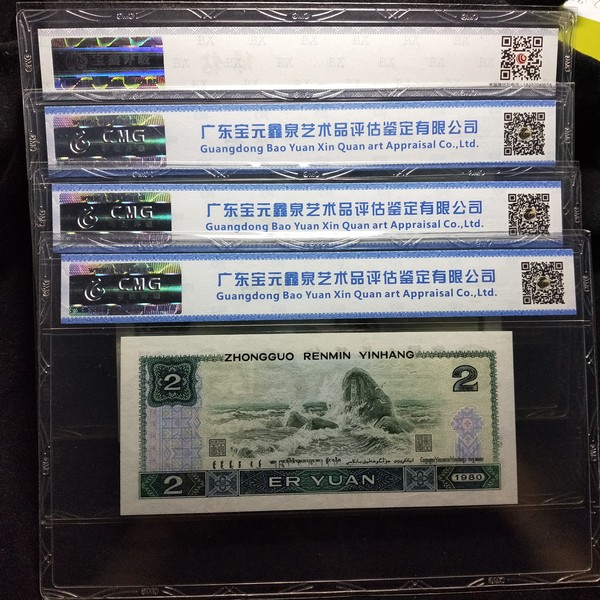 CMG
广东宝元鑫泉艺术品评估鉴定有限公司
Guangdong Bao Yuan Xin Quan art Appraisal Co.,Ltd.
CMG
广东宝元鑫泉艺术品评估鉴定有限公司
Guangdong Bao Yuan Xin Quan art Appraisal Co.,Ltd.
CMG
广东宝元鑫泉艺术品评估鉴定有限公司
Guangdong Bao Yuan Xin Quan art Appraisal Co.,Ltd.
ZHONGGUO RENMIN YINHANG
2
2
2
ER YUAN
1980